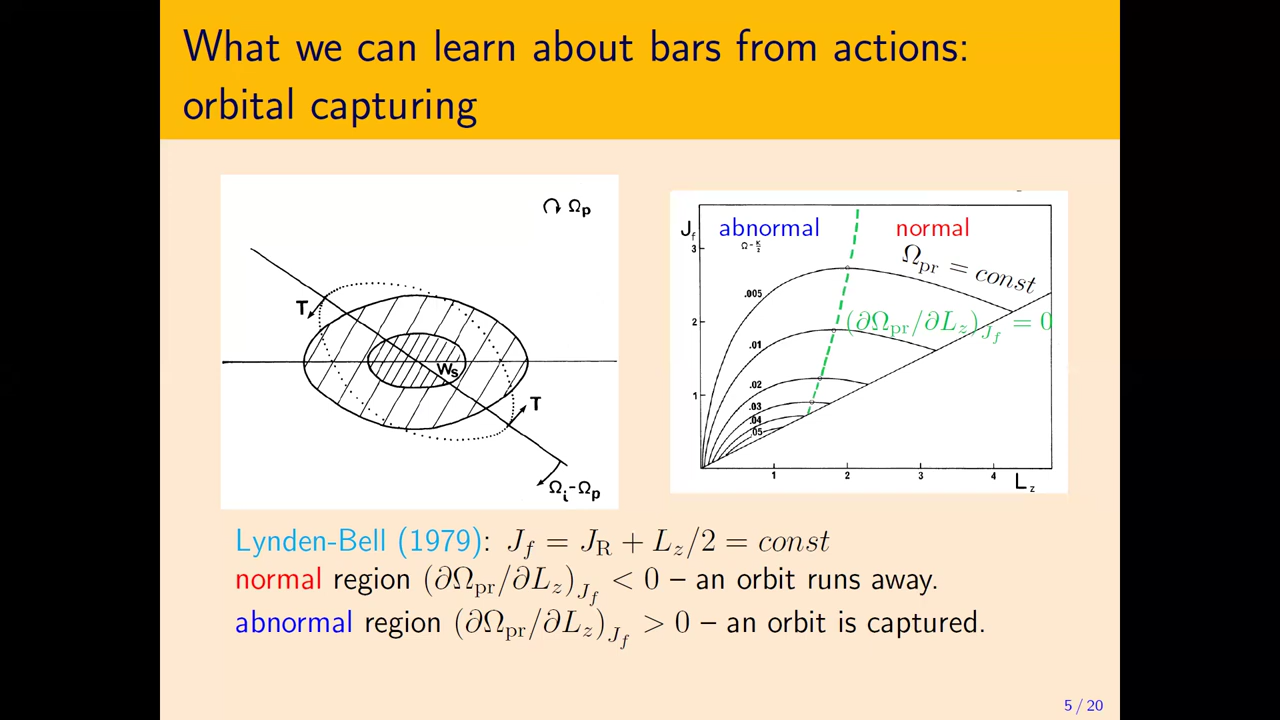 What we can learn about bars from actions:
orbital capturing
Ω_p
T
W_s
T
Ω_i-Ω_p
J_f
abnormal
normal
Ω-κ/2
3
Ω_pr = const
.005
2
(∂Ω_pr/∂L_z)_{J_f} = 0
.01
.02
1
.03
.04
.05
1
2
3
4
L_z
Lynden-Bell (1979): J_f = J_R + L_z/2 = const
normal region (∂Ω_pr/∂L_z)_{J_f} < 0 – an orbit runs away.
abnormal region (∂Ω_pr/∂L_z)_{J_f} > 0 – an orbit is captured.
5 / 20